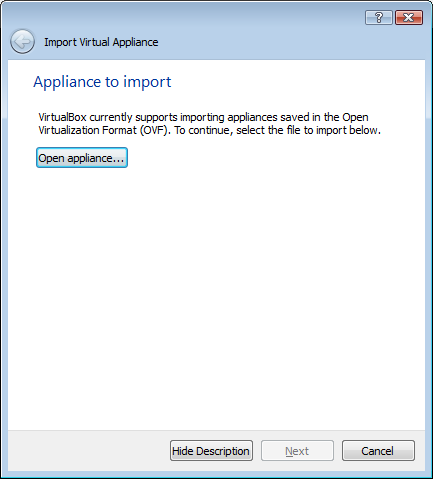 ?
Import Virtual Appliance
Appliance to import
VirtualBox currently supports importing appliances saved in the Open
Virtualization Format (OVF). To continue, select the file to import below.
Open appliance...
Hide Description Next Cancel